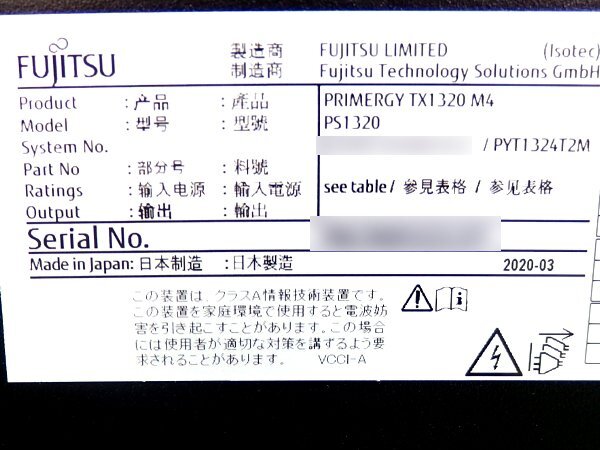 FUJITSU 製造商 FUJITSU LIMITED (Isotec)
制造商 Fujitsu Technology Solutions GmbH
Product : 产品 : 產品 PRIMERGY TX1320 M4
Model : 型号 : 型號 PS1320
System No. / PYT1324T2M
Part No : 部分号 : 料號
Ratings : 输入电源 : 輸入電源 see table/ 參見表格 / 参见表格
Output : 输出 : 輸出
Serial No.
Made in Japan: 日本制造 : 日本製造 2020-03
この装置は、クラスA情報技術装置です。
この装置を家庭環境で使用すると電波妨
害を引き起こすことがあります。この場合
には使用者が適切な対策を講ずるよう要
求されることがあります。 VCCI-A